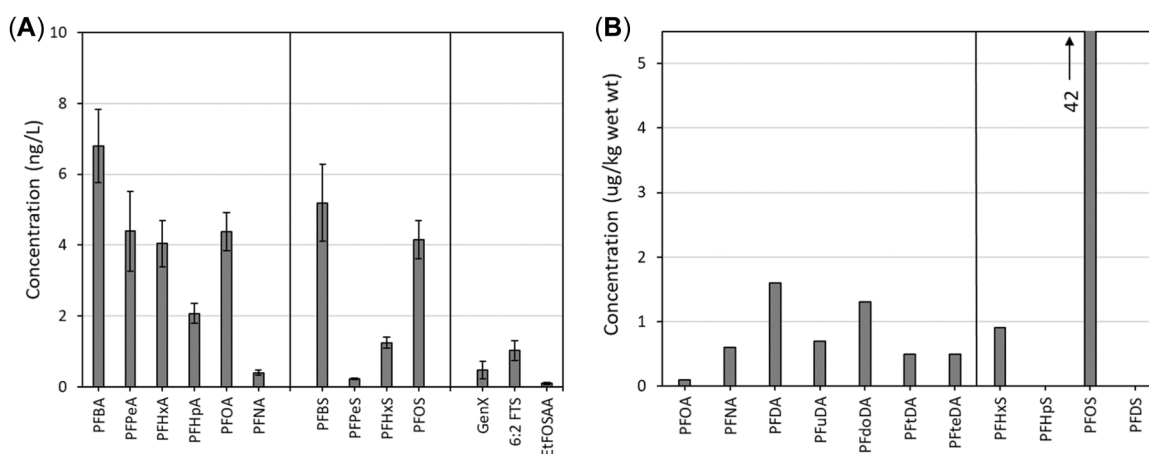 (A)
Concentration (ng/L)
10
8
6
4
2
0
PFBA
PFPeA
PFHxA
PFHpA
PFOA
PFNA
PFBS
PFPeS
PFHxS
PFOS
GenX
6:2 FTS
EtFOSAA
(B)
Concentration (ug/kg wet wt)
5
4
3
2
1
0
42
PFOA
PFNA
PFDA
PFuDA
PFdoDA
PFtDA
PFteDA
PFHxS
PFHpS
PFOS
PFDS